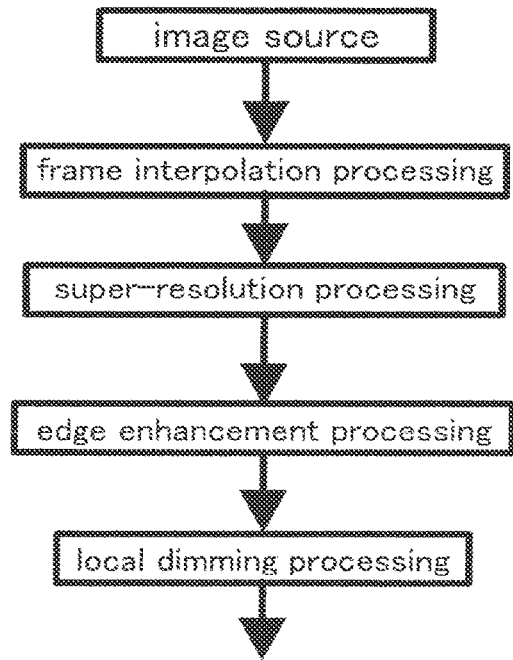 image source
frame interpolation processing
super-resolution processing
edge enhancement processing
local dimming processing